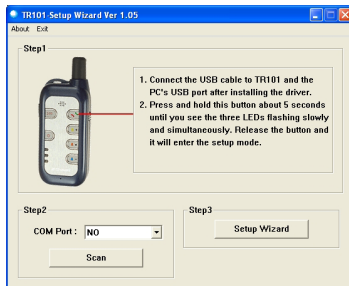 TR101-Setup Wizard Ver 1.05
About Exit
Step1
1. Connect the USB cable to TR101 and the
PC's USB port after installing the driver.
2. Press and hold this button about 5 seconds
until you see the three LEDs flashing slowly
and simultaneously. Release the button and
it will enter the setup mode.
Step2
COM Port :
NO
Scan
Step3
Setup Wizard